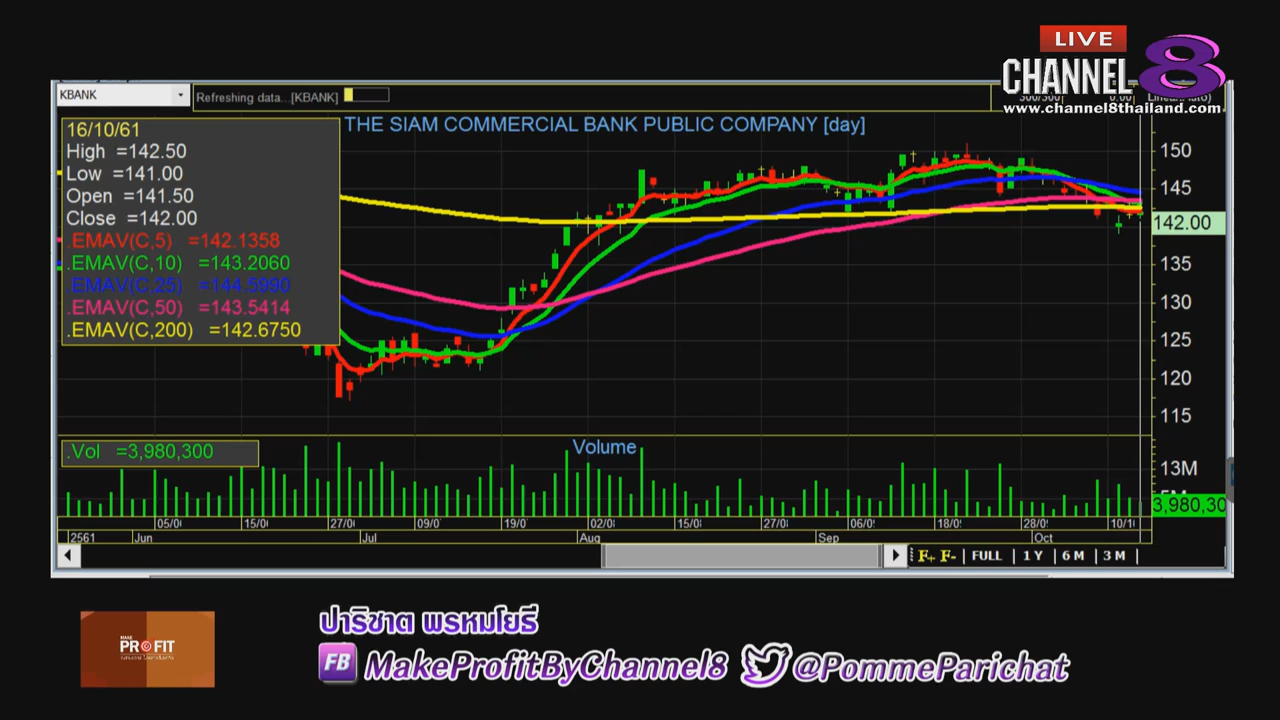 LIVE
CHANNEL 8
www.channel8thailand.com
KBANK
Refreshing data...[KBANK]
THE SIAM COMMERCIAL BANK PUBLIC COMPANY [day]
16/10/61
High =142.50
Low =141.00
Open =141.50
Close =142.00
.EMAV(C,5) =142.1358
.EMAV(C,10) =143.2060
.EMAV(C,25) =144.5990
.EMAV(C,50) =143.5414
.EMAV(C,200) =142.6750
150
145
142.00
135
130
125
120
115
.Vol =3,980,300
Volume
13M
3,980,30
05/0 15/0 27/0 09/0 19/0 02/0 15/0 27/0 06/0 18/0 28/0 10/1
2561 Jun Jul Aug Sep Oct
F+ F- | FULL | 1 Y | 6 M | 3 M |
ปาริชาต พรหมโยธี
FB MakeProfitByChannel8 @PommeParichat
MAKE
PROFIT